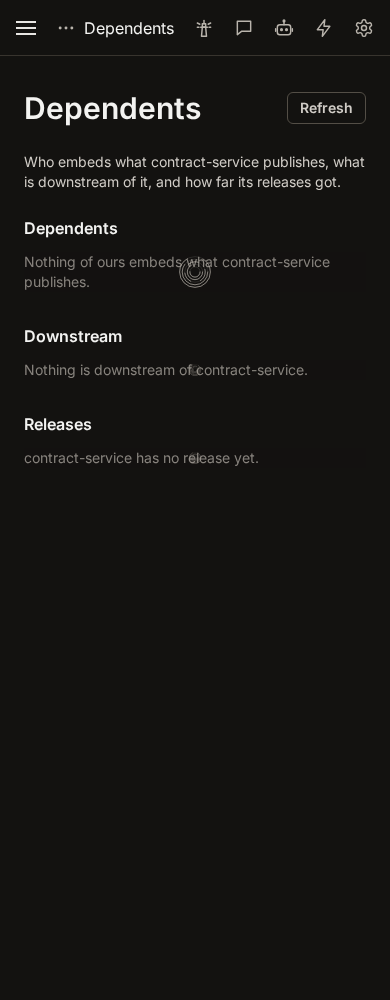 Dependents
Dependents
Refresh
Who embeds what contract-service publishes, what
is downstream of it, and how far its releases got.
Dependents
Nothing of ours embeds what contract-service
publishes.
Downstream
Nothing is downstream of contract-service.
Releases
contract-service has no release yet.